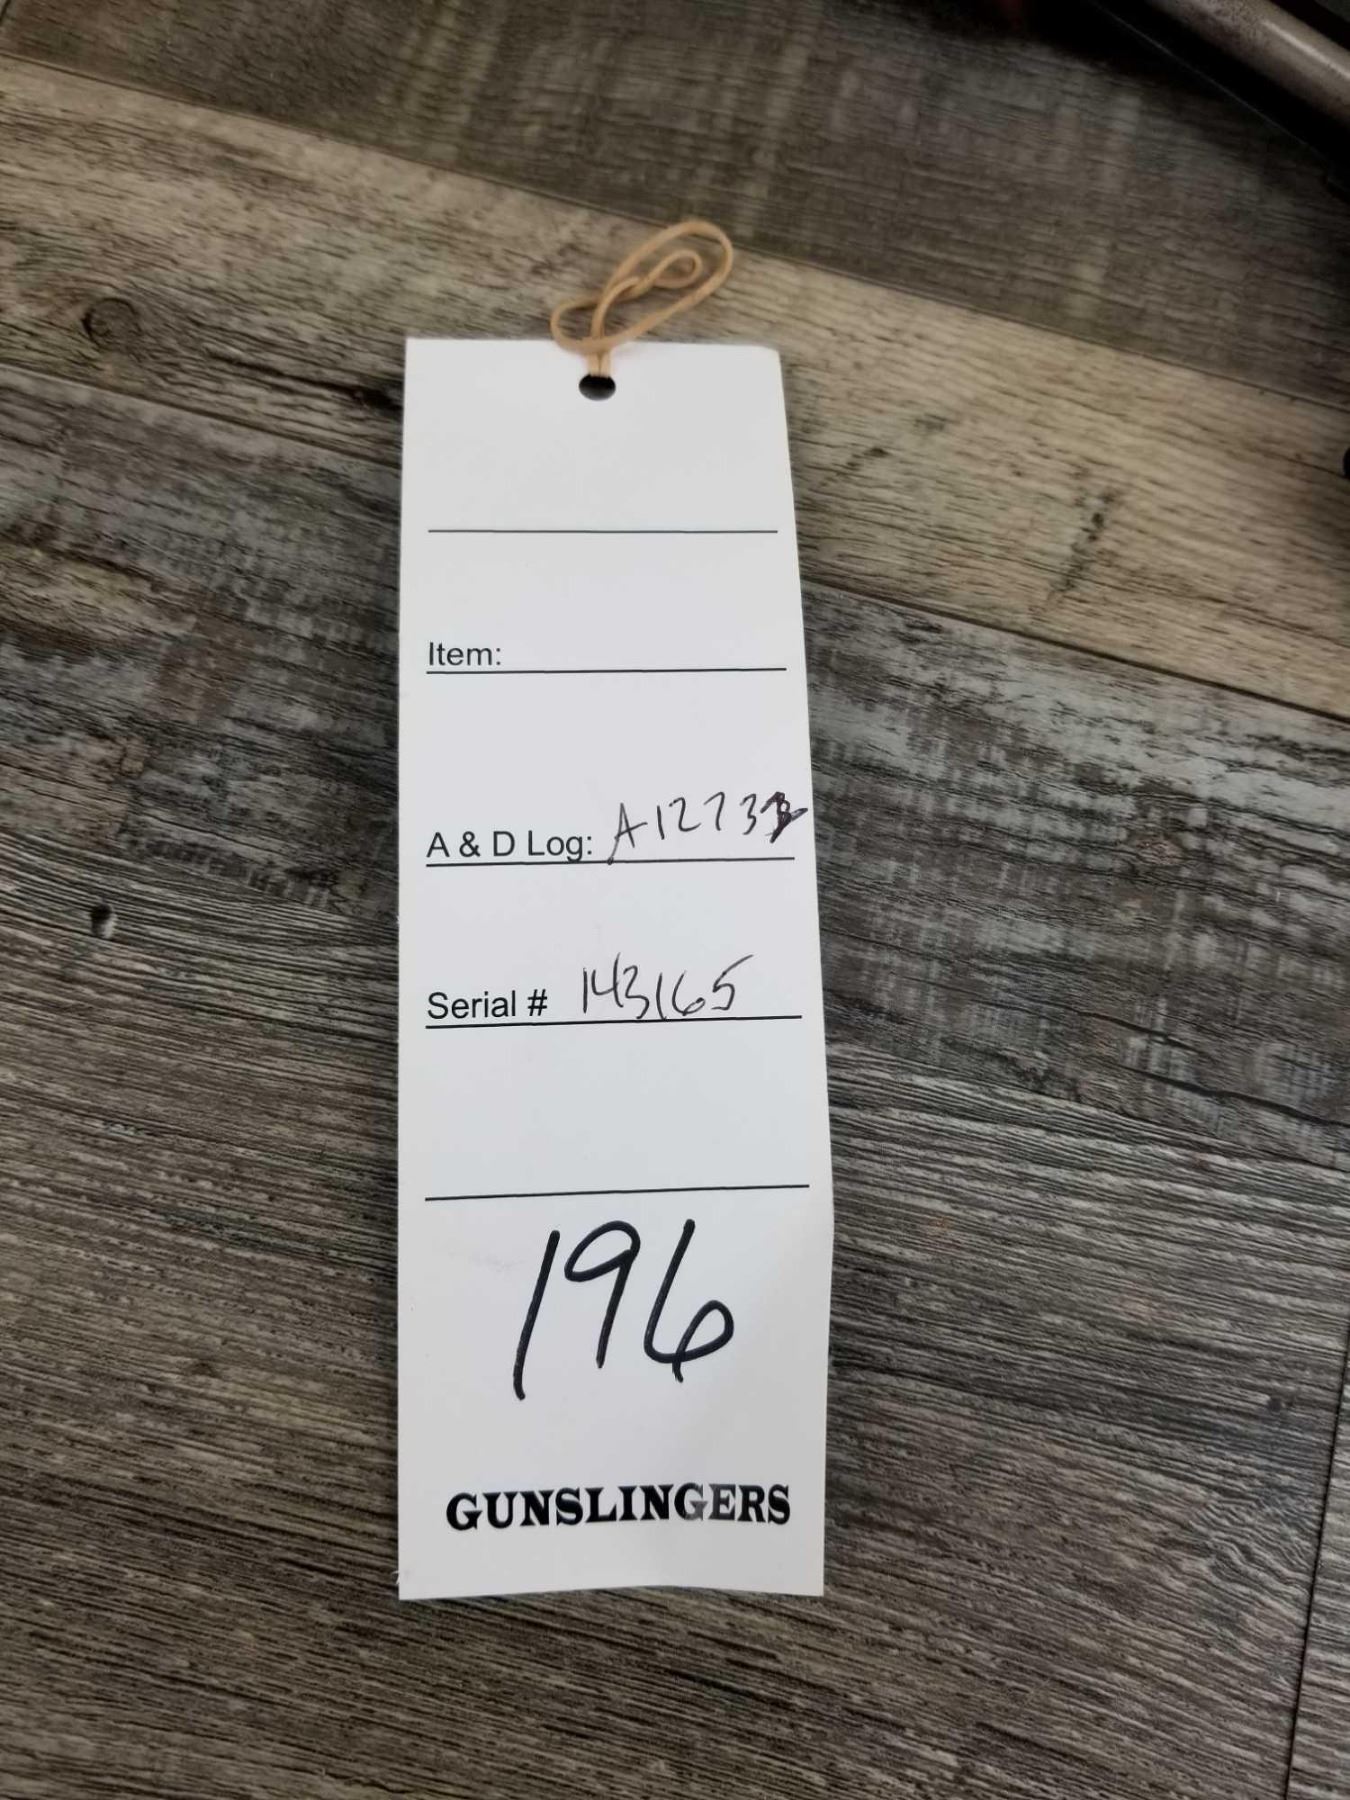 Item:
A & D Log: A1273
Serial # 143165
196
GUNSLINGERS